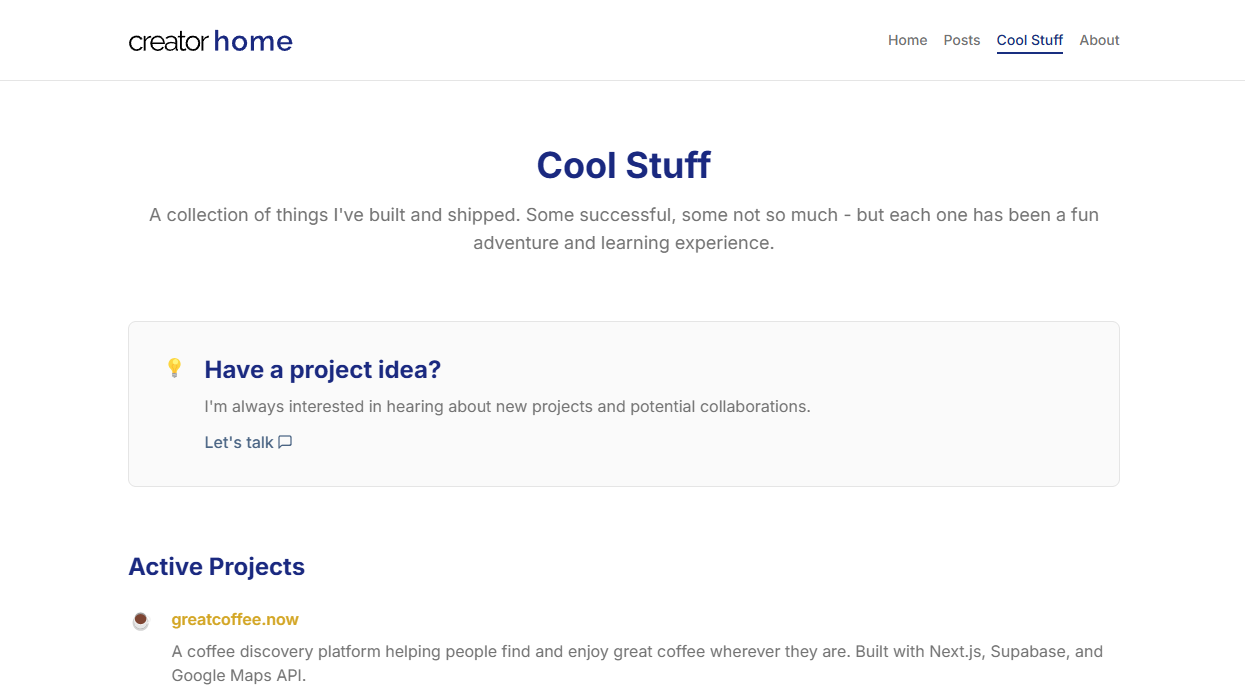 creator home
Home Posts Cool Stuff About
Cool Stuff
A collection of things I've built and shipped. Some successful, some not so much - but each one has been a fun
adventure and learning experience.
Have a project idea?
I'm always interested in hearing about new projects and potential collaborations.
Let's talk
Active Projects
greatcoffee.now
A coffee discovery platform helping people find and enjoy great coffee wherever they are. Built with Next.js, Supabase, and
Google Maps API.